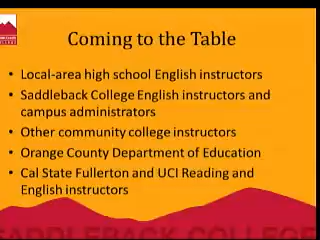 Coming to the Table
• Local-area high school English instructors
• Saddleback College English instructors and
campus administrators
• Other community college instructors
• Orange County Department of Education
• Cal State Fullerton and UCI Reading and
English instructors
SADDLEBACK COLLEGE